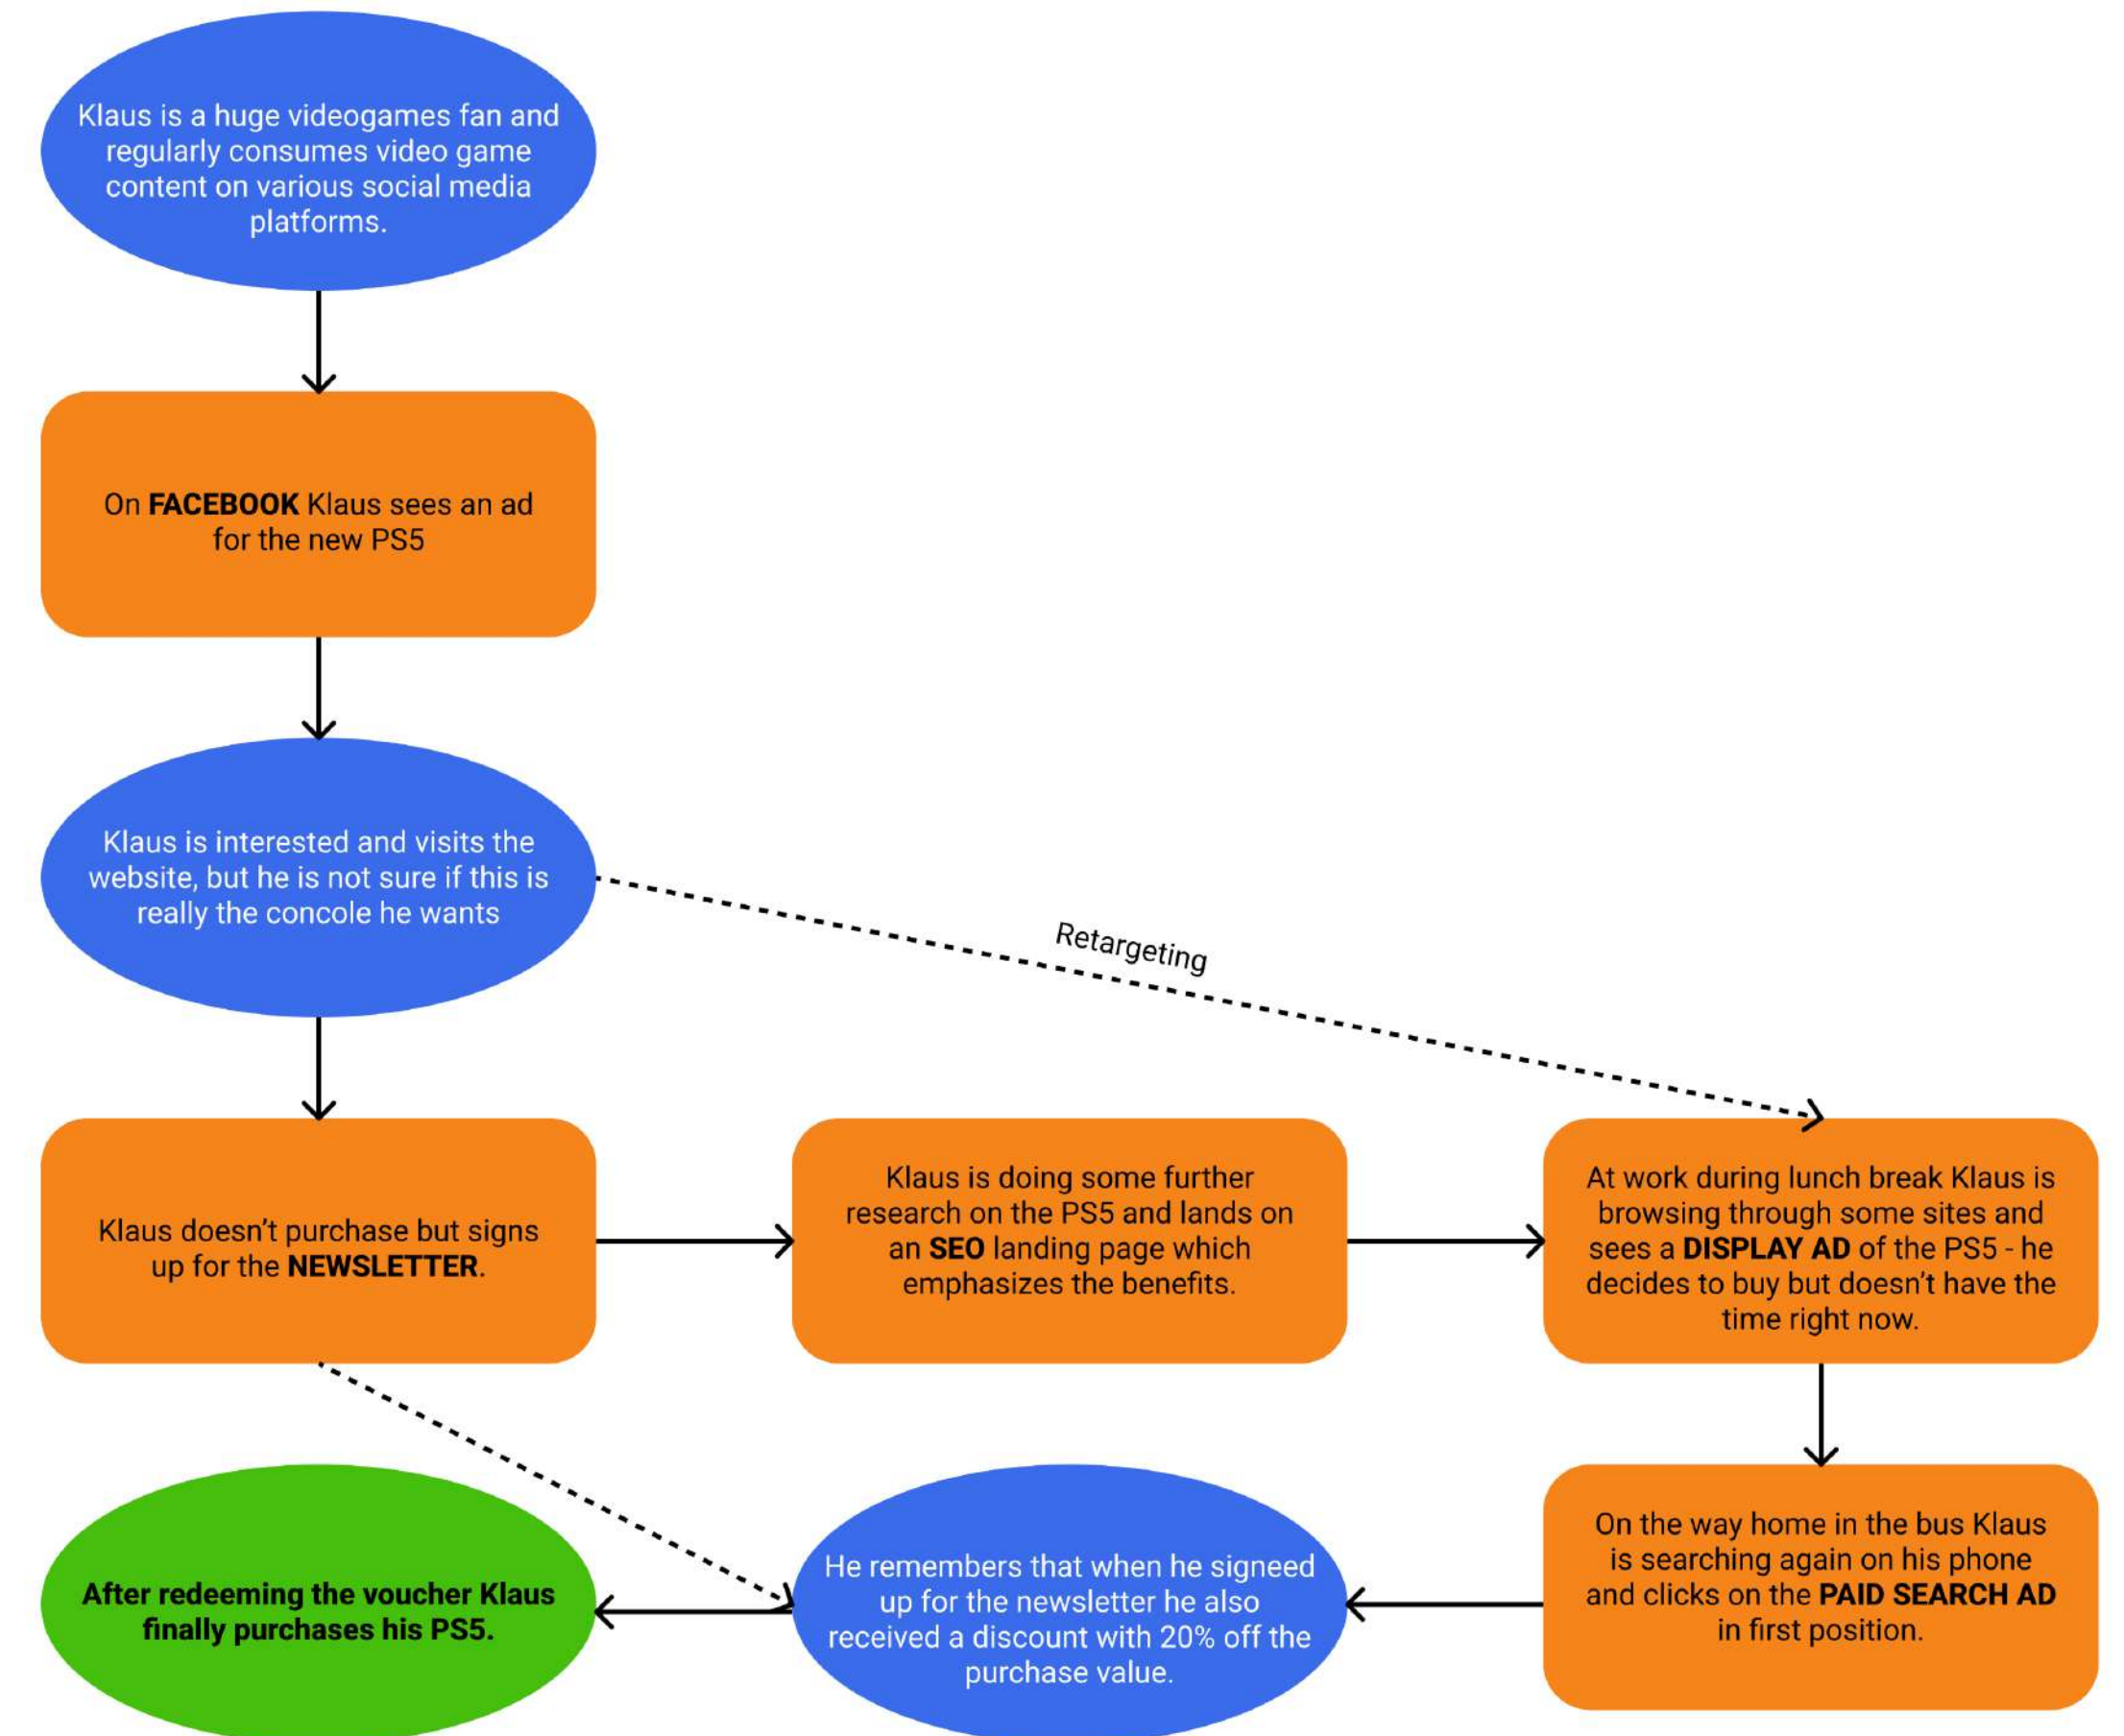 Klaus is a huge videogames fan and
regularly consumes video game
content on various social media
platforms.
On FACEBOOK Klaus sees an ad
for the new PS5
Klaus is interested and visits the
website, but he is not sure if this is
really the concole he wants
Retargeting
Klaus doesn't purchase but signs
up for the NEWSLETTER.
Klaus is doing some further
research on the PS5 and lands on
an SEO landing page which
emphasizes the benefits.
At work during lunch break Klaus is
browsing through some sites and
sees a DISPLAY AD of the PS5 - he
decides to buy but doesn't have the
time right now.
On the way home in the bus Klaus
is searching again on his phone
and clicks on the PAID SEARCH AD
in first position.
He remembers that when he signeed
up for the newsletter he also
received a discount with 20% off the
purchase value.
After redeeming the voucher Klaus
finally purchases his PS5.